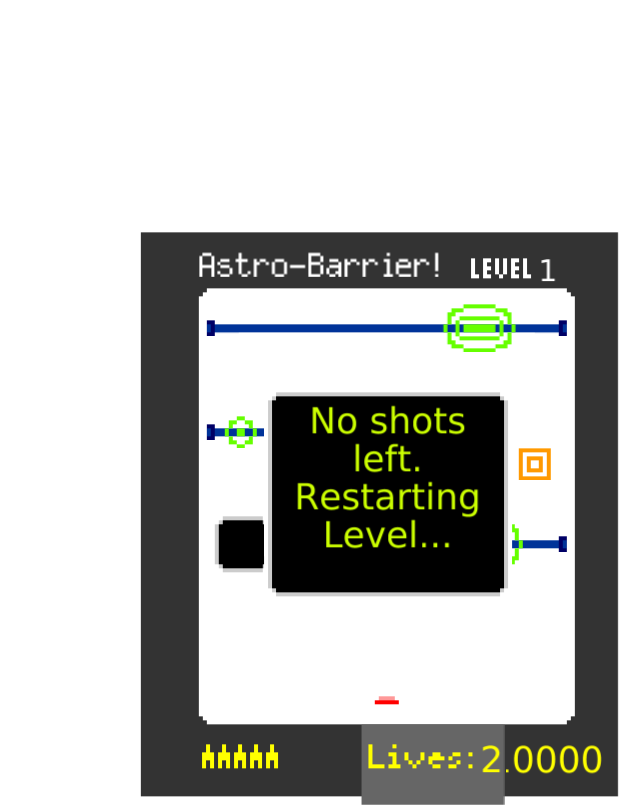 Astro-Barrier! LEVEL 1
No shots
left.
Restarting
Level...
Lives:2.0000